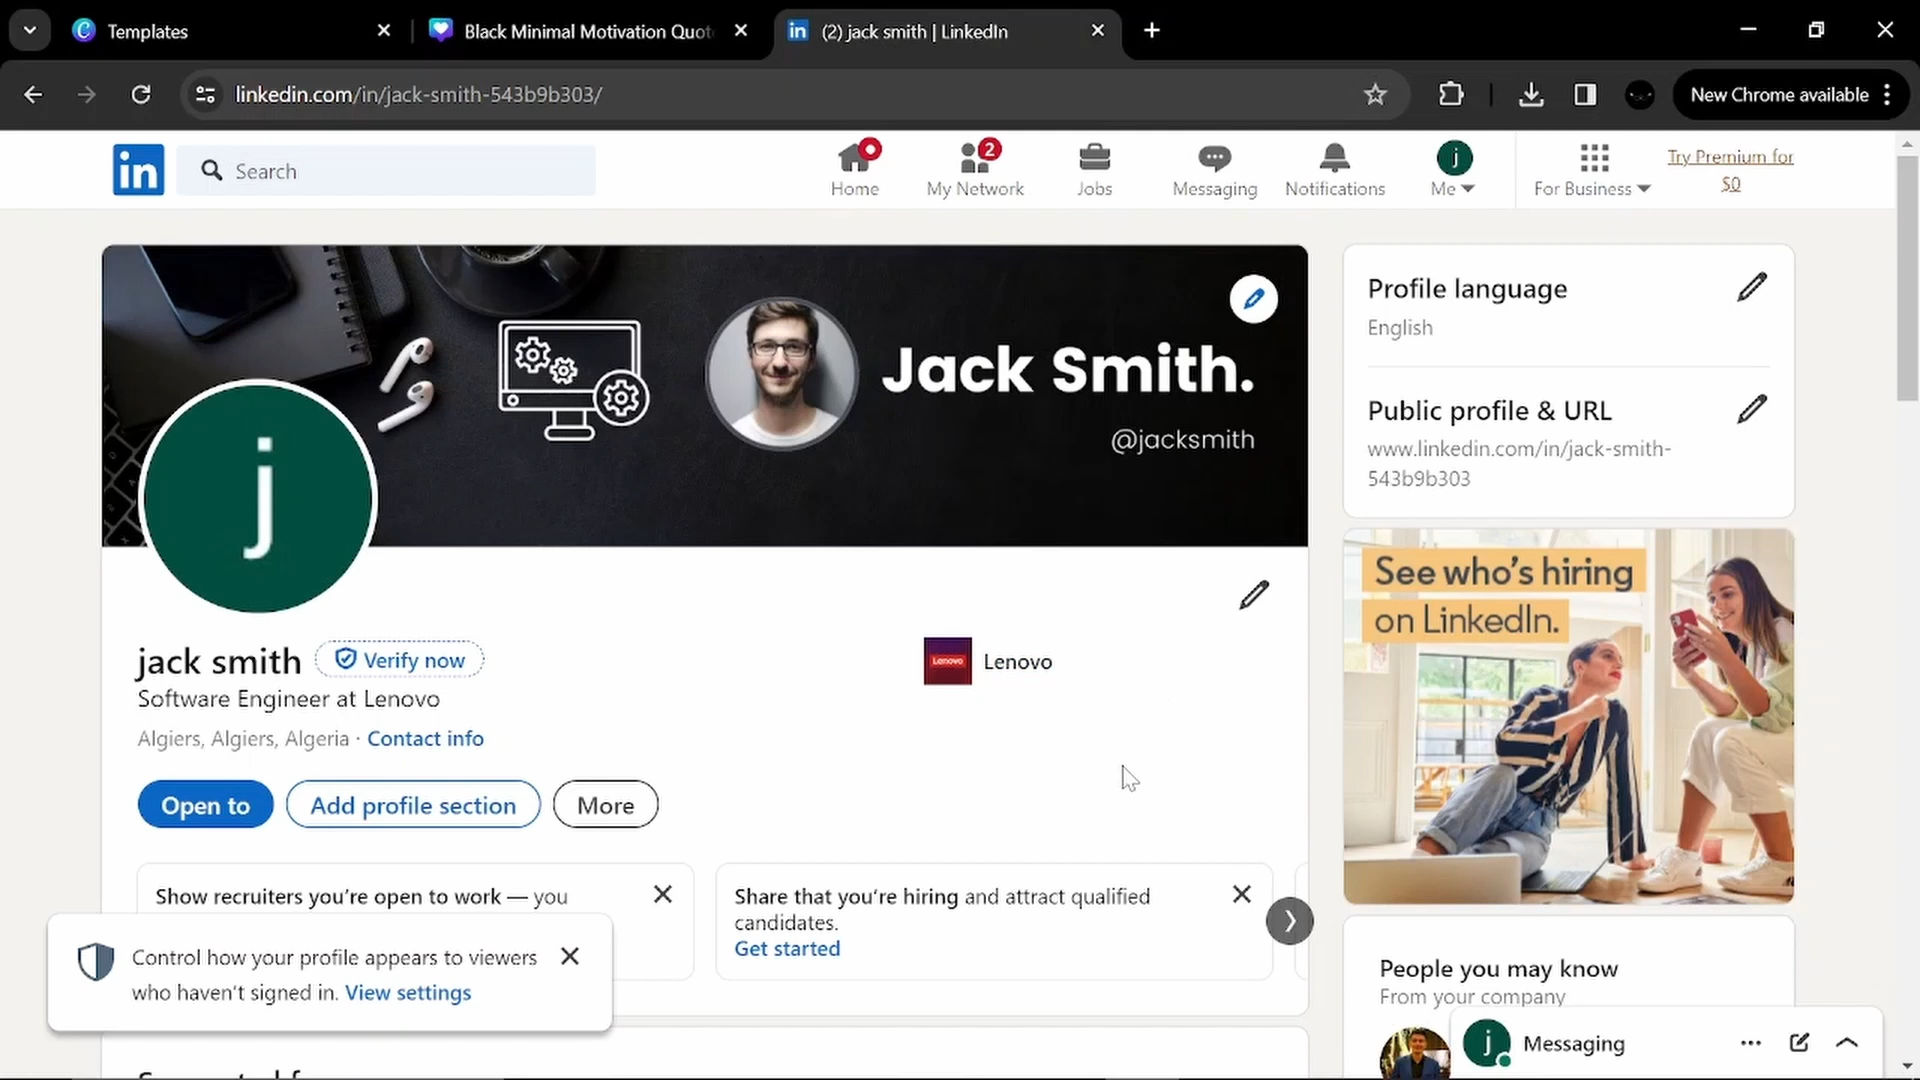 Templates
Black Minimal Motivation Quot
(2) jack smith | LinkedIn
linkedin.com/in/jack-smith-543b9b303/
New Chrome available
in
Search
2
Home
My Network
Jobs
Messaging
Notifications
j
Me
For Business
Try Premium for
$0
Jack Smith.
@jacksmith
j
jack smith
Verify now
Software Engineer at Lenovo
Algiers, Algiers, Algeria · Contact info
Lenovo
Lenovo
Open to
Add profile section
More
Show recruiters you're open to work — you
Share that you're hiring and attract qualified
candidates.
Get started
Control how your profile appears to viewers
who haven't signed in. View settings
Profile language
English
Public profile & URL
www.linkedin.com/in/jack-smith-
543b9b303
See who's hiring
on LinkedIn.
People you may know
From your company
j
Messaging